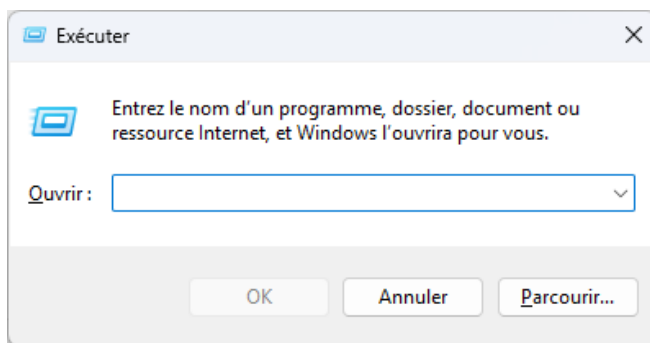 Exécuter
Entrez le nom d'un programme, dossier, document ou
ressource Internet, et Windows l'ouvrira pour vous.
Ouvrir :
OK
Annuler
Parcourir...